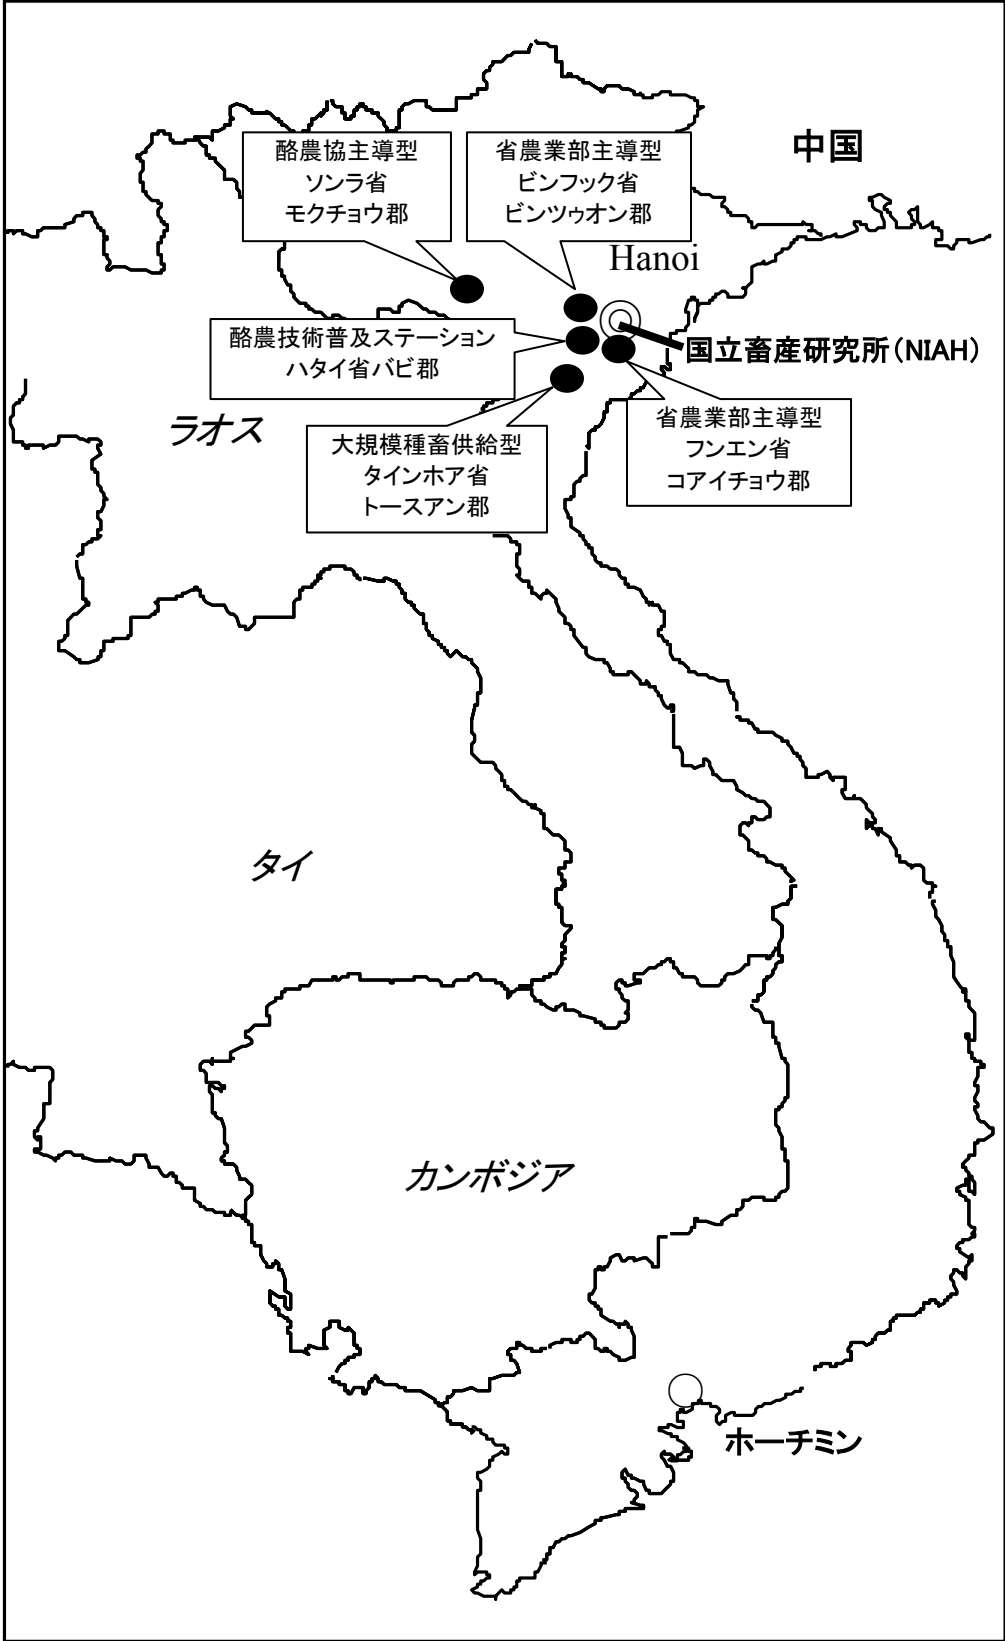 中国
酪農協主導型
ソンラ省
モクチョウ郡
省農業部主導型
ビンフック省
ビンツゥオン郡
Hanoi
酪農技術普及ステーション
ハタイ省バビ郡
国立畜産研究所（NIAH）
ラオス
大規模種畜供給型
タインホア省
トースアン郡
省農業部主導型
フンエン省
コアイチョウ郡
タイ
カンボジア
ホーチミン